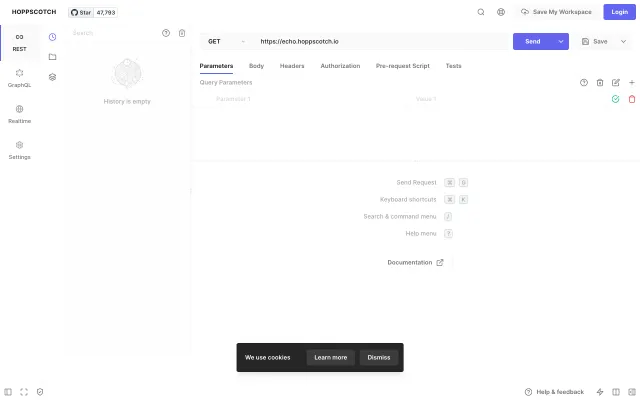 HOPPSCOTCH
Star 47,793
Save My Workspace
Login
REST
GraphQL
Realtime
Settings
Search
History is empty
GET
https://echo.hoppscotch.io
Send
Save
Parameters Body Headers Authorization Pre-request Script Tests
Query Parameters
Parameter 1 Value 1
Send Request ⌘ G
Keyboard shortcuts ⌘ K
Search & command menu /
Help menu ?
Documentation
We use cookies Learn more Dismiss
Help & feedback